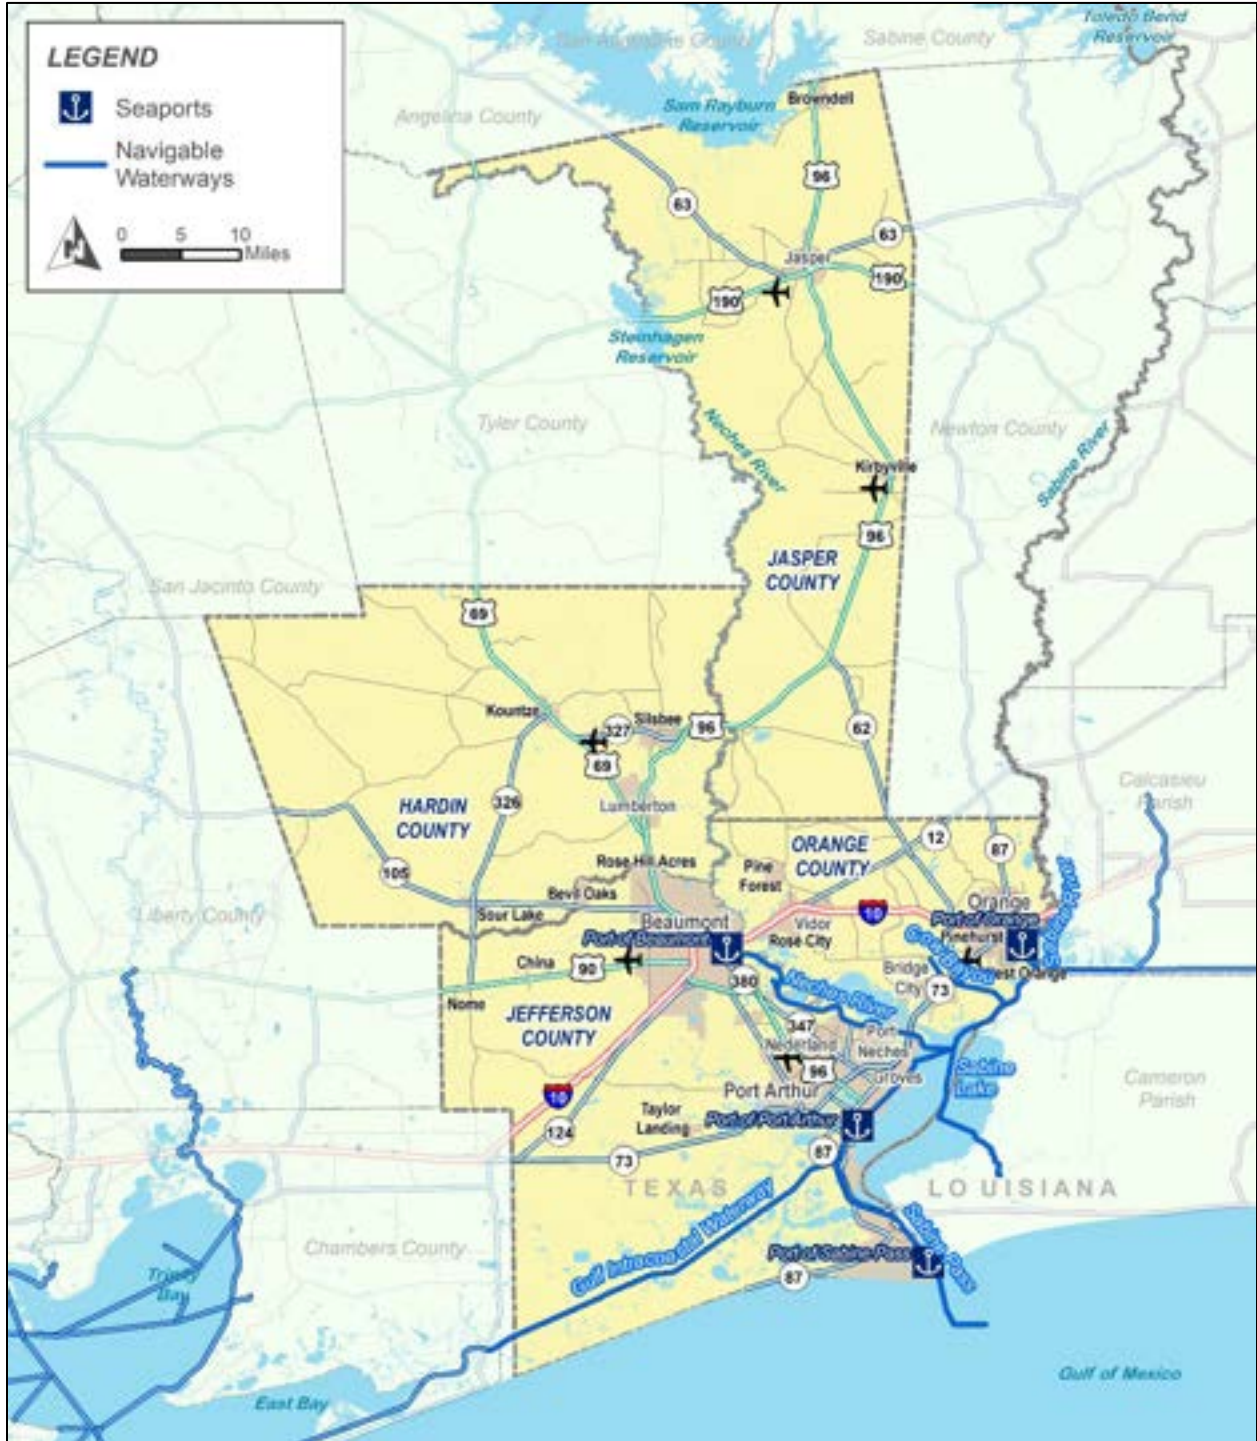 LEGEND
Seaports
Navigable
Waterways
N
0 5 10
Miles
San Augustine County
Sabine County
Toledo Bend
Reservoir
Angelina County
Sam Rayburn
Reservoir
Browndell
96
63
63
Jasper
190
190
Steinhagen
Reservoir
Tyler County
Neches River
Newton County
Sabine River
Kirbyville
96
JASPER
COUNTY
San Jacinto County
69
Kountze
327
Silsbee
96
69
62
Calcasieu
Parish
HARDIN
COUNTY
326
Lumberton
ORANGE
COUNTY
12
87
105
Rose Hill Acres
Pine
Forest
Bevil Oaks
Liberty County
Sour Lake
Beaumont
Port of Beaumont
10
Vidor
Rose City
Orange
Port of Orange
Pinehurst
Sabine River
West Orange
China
90
380
Neches River
Bridge
City
73
Nome
JEFFERSON
COUNTY
347
Nederland
Port
Neches
96
Groves
Sabine
Lake
Cameron
Parish
10
Port Arthur
Taylor
Landing
Port of Port Arthur
124
73
87
TEXAS
LOUISIANA
Chambers County
Gulf Intracoastal Waterway
Sabine Pass
Port of Sabine Pass
87
Trinity
Bay
East Bay
Gulf of Mexico